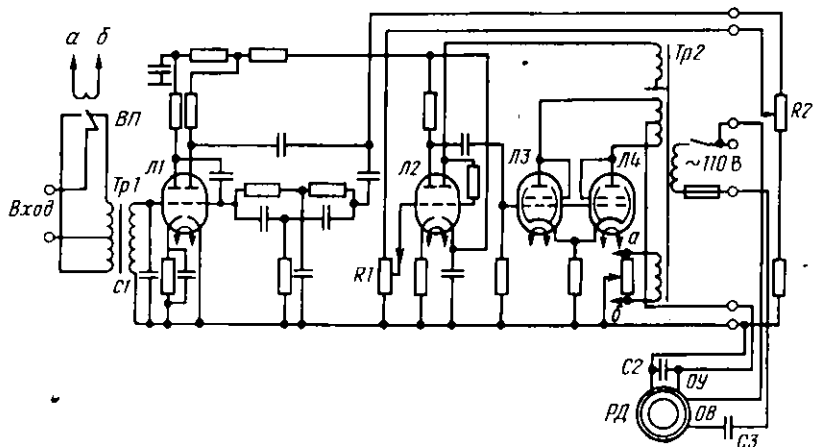 а б
ВП
Тр1
Вход
С1
Л1
R1
Л2
Л3
Л4
а
б
Тр2
~110 В
R2
С2
ОУ
РД
ОВ
С3